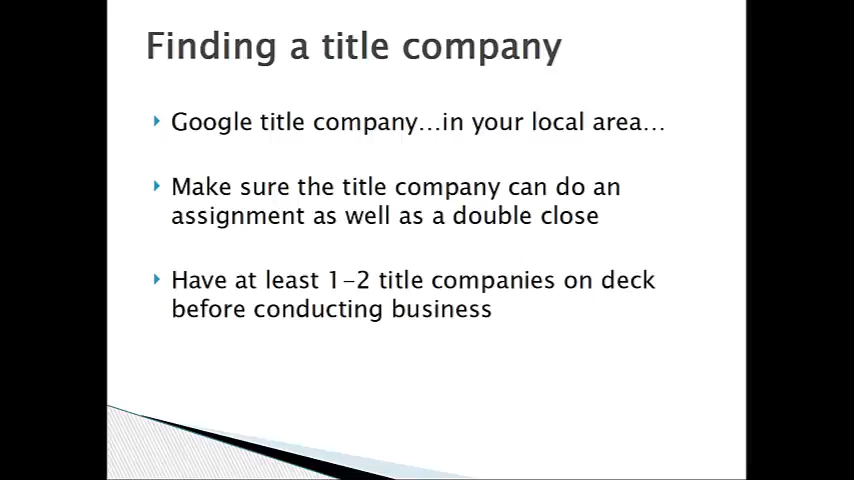 Finding a title company
Google title company...in your local area...
Make sure the title company can do an
assignment as well as a double close
Have at least 1-2 title companies on deck
before conducting business